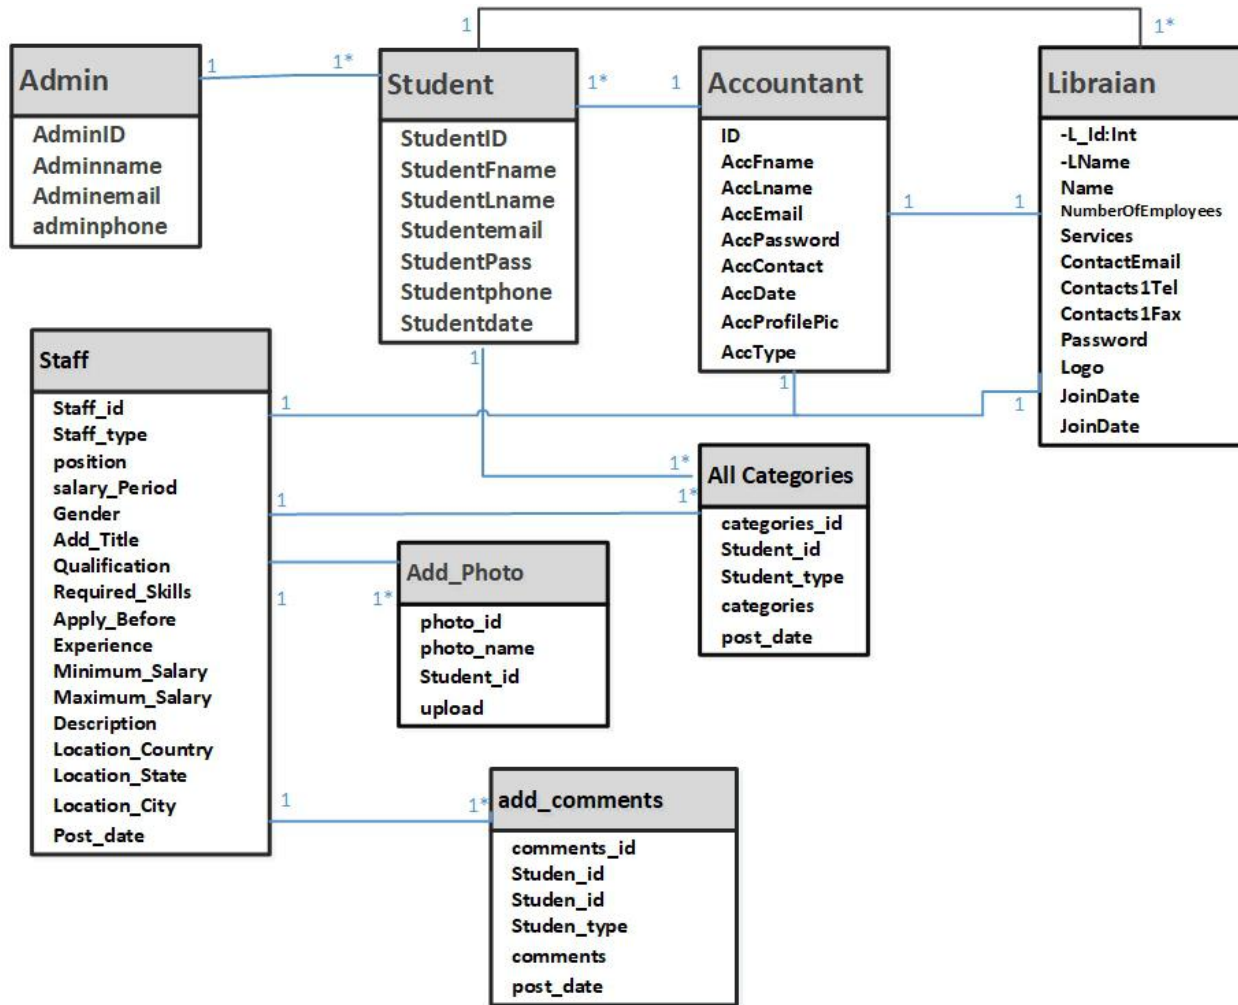 1
1*
Admin
AdminID
Adminname
Adminemail
adminphone
1
1*
Student
StudentID
StudentFname
StudentLname
Studentemail
StudentPass
Studentphone
Studentdate
1*
1
Accountant
ID
AccFname
AccLname
AccEmail
AccPassword
AccContact
AccDate
AccProfilePic
AccType
1
1
Libraian
-L_Id:Int
-LName
Name
NumberOfEmployees
Services
ContactEmail
Contacts1Tel
Contacts1Fax
Password
Logo
JoinDate
JoinDate
Staff
Staff_id
Staff_type
position
salary_Period
Gender
Add_Title
Qualification
Required_Skills
Apply_Before
Experience
Minimum_Salary
Maximum_Salary
Description
Location_Country
Location_State
Location_City
Post_date
1
1
1
1
1*
1
1*
All Categories
categories_id
Student_id
Student_type
categories
post_date
1
1*
Add_Photo
photo_id
photo_name
Student_id
upload
1
1*
add_comments
comments_id
Studen_id
Studen_id
Studen_type
comments
post_date